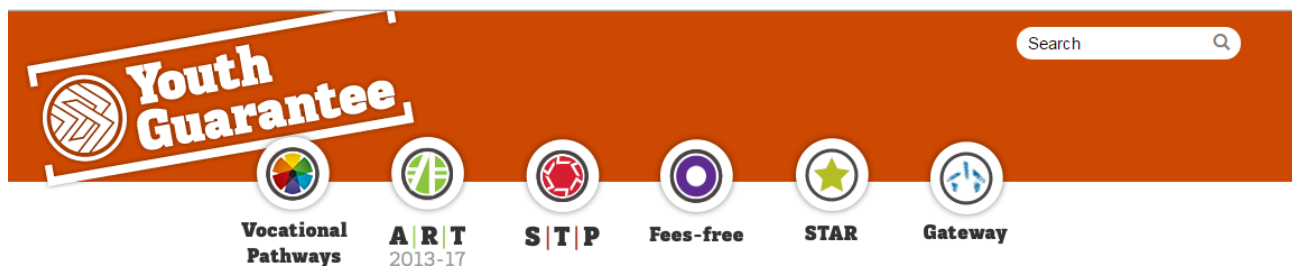 Search
Youth
Guarantee
Vocational
Pathways
A|R|T
2013-17
S|T|P
Fees-free
STAR
Gateway